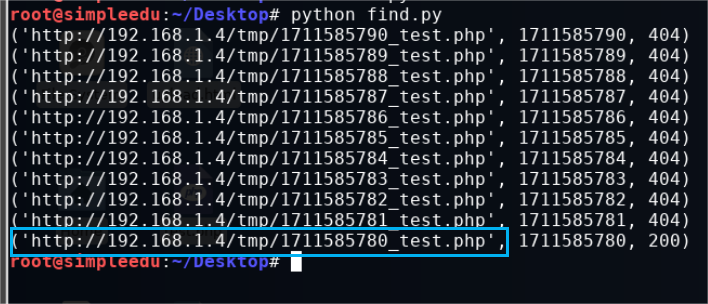 root@simpleedu:~/Desktop# python find.py
('http://192.168.1.4/tmp/1711585790_test.php', 1711585790, 404)
('http://192.168.1.4/tmp/1711585789_test.php', 1711585789, 404)
('http://192.168.1.4/tmp/1711585788_test.php', 1711585788, 404)
('http://192.168.1.4/tmp/1711585787_test.php', 1711585787, 404)
('http://192.168.1.4/tmp/1711585786_test.php', 1711585786, 404)
('http://192.168.1.4/tmp/1711585785_test.php', 1711585785, 404)
('http://192.168.1.4/tmp/1711585784_test.php', 1711585784, 404)
('http://192.168.1.4/tmp/1711585783_test.php', 1711585783, 404)
('http://192.168.1.4/tmp/1711585782_test.php', 1711585782, 404)
('http://192.168.1.4/tmp/1711585781_test.php', 1711585781, 404)
('http://192.168.1.4/tmp/1711585780_test.php', 1711585780, 200)
root@simpleedu:~/Desktop#